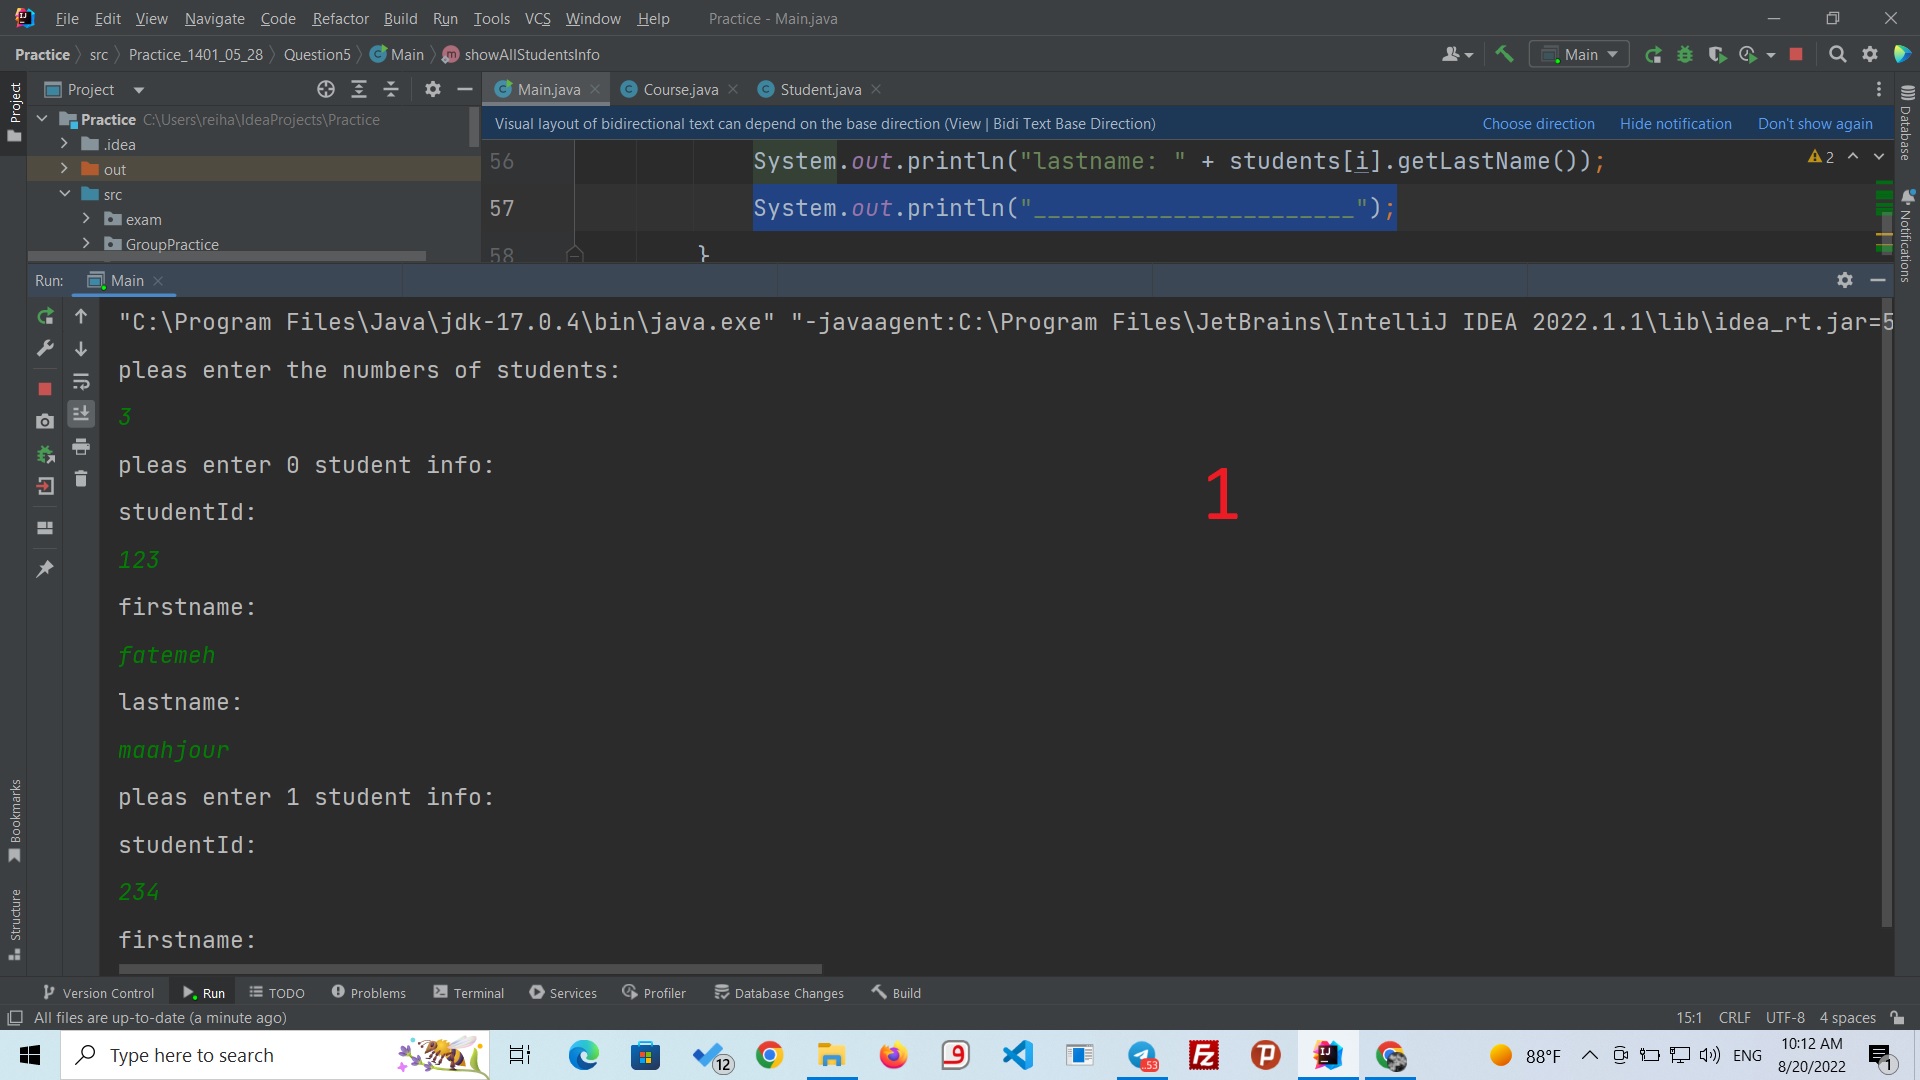 File Edit View Navigate Code Refactor Build Run Tools VCS Window Help Practice - Main.java
Practice src Practice_1401_05_28 Question5 Main showAllStudentsInfo Main
Project Main.java Course.java Student.java
Practice C:\Users\reiha\IdeaProjects\Practice
.idea
out
src
exam
GroupPractice
Visual layout of bidirectional text can depend on the base direction (View | Bidi Text Base Direction) Choose direction Hide notification Don't show again
56 System.out.println("lastname: " + students[i].getLastName()); 2
57 System.out.println("_______________________");
58 }
Run: Main
"C:\Program Files\Java\jdk-17.0.4\bin\java.exe" "-javaagent:C:\Program Files\JetBrains\IntelliJ IDEA 2022.1.1\lib\idea_rt.jar=5
pleas enter the numbers of students:
3
pleas enter 0 student info:
studentId:
123
firstname:
fatemeh
lastname:
maahjour
pleas enter 1 student info:
studentId:
234
firstname:
1
Project
Bookmarks
Structure
Database
Notifications
Version Control Run TODO Problems Terminal Services Profiler Database Changes Build
All files are up-to-date (a minute ago) 15:1 CRLF UTF-8 4 spaces
Type here to search 12 53 88°F ENG 10:12 AM
8/20/2022 1